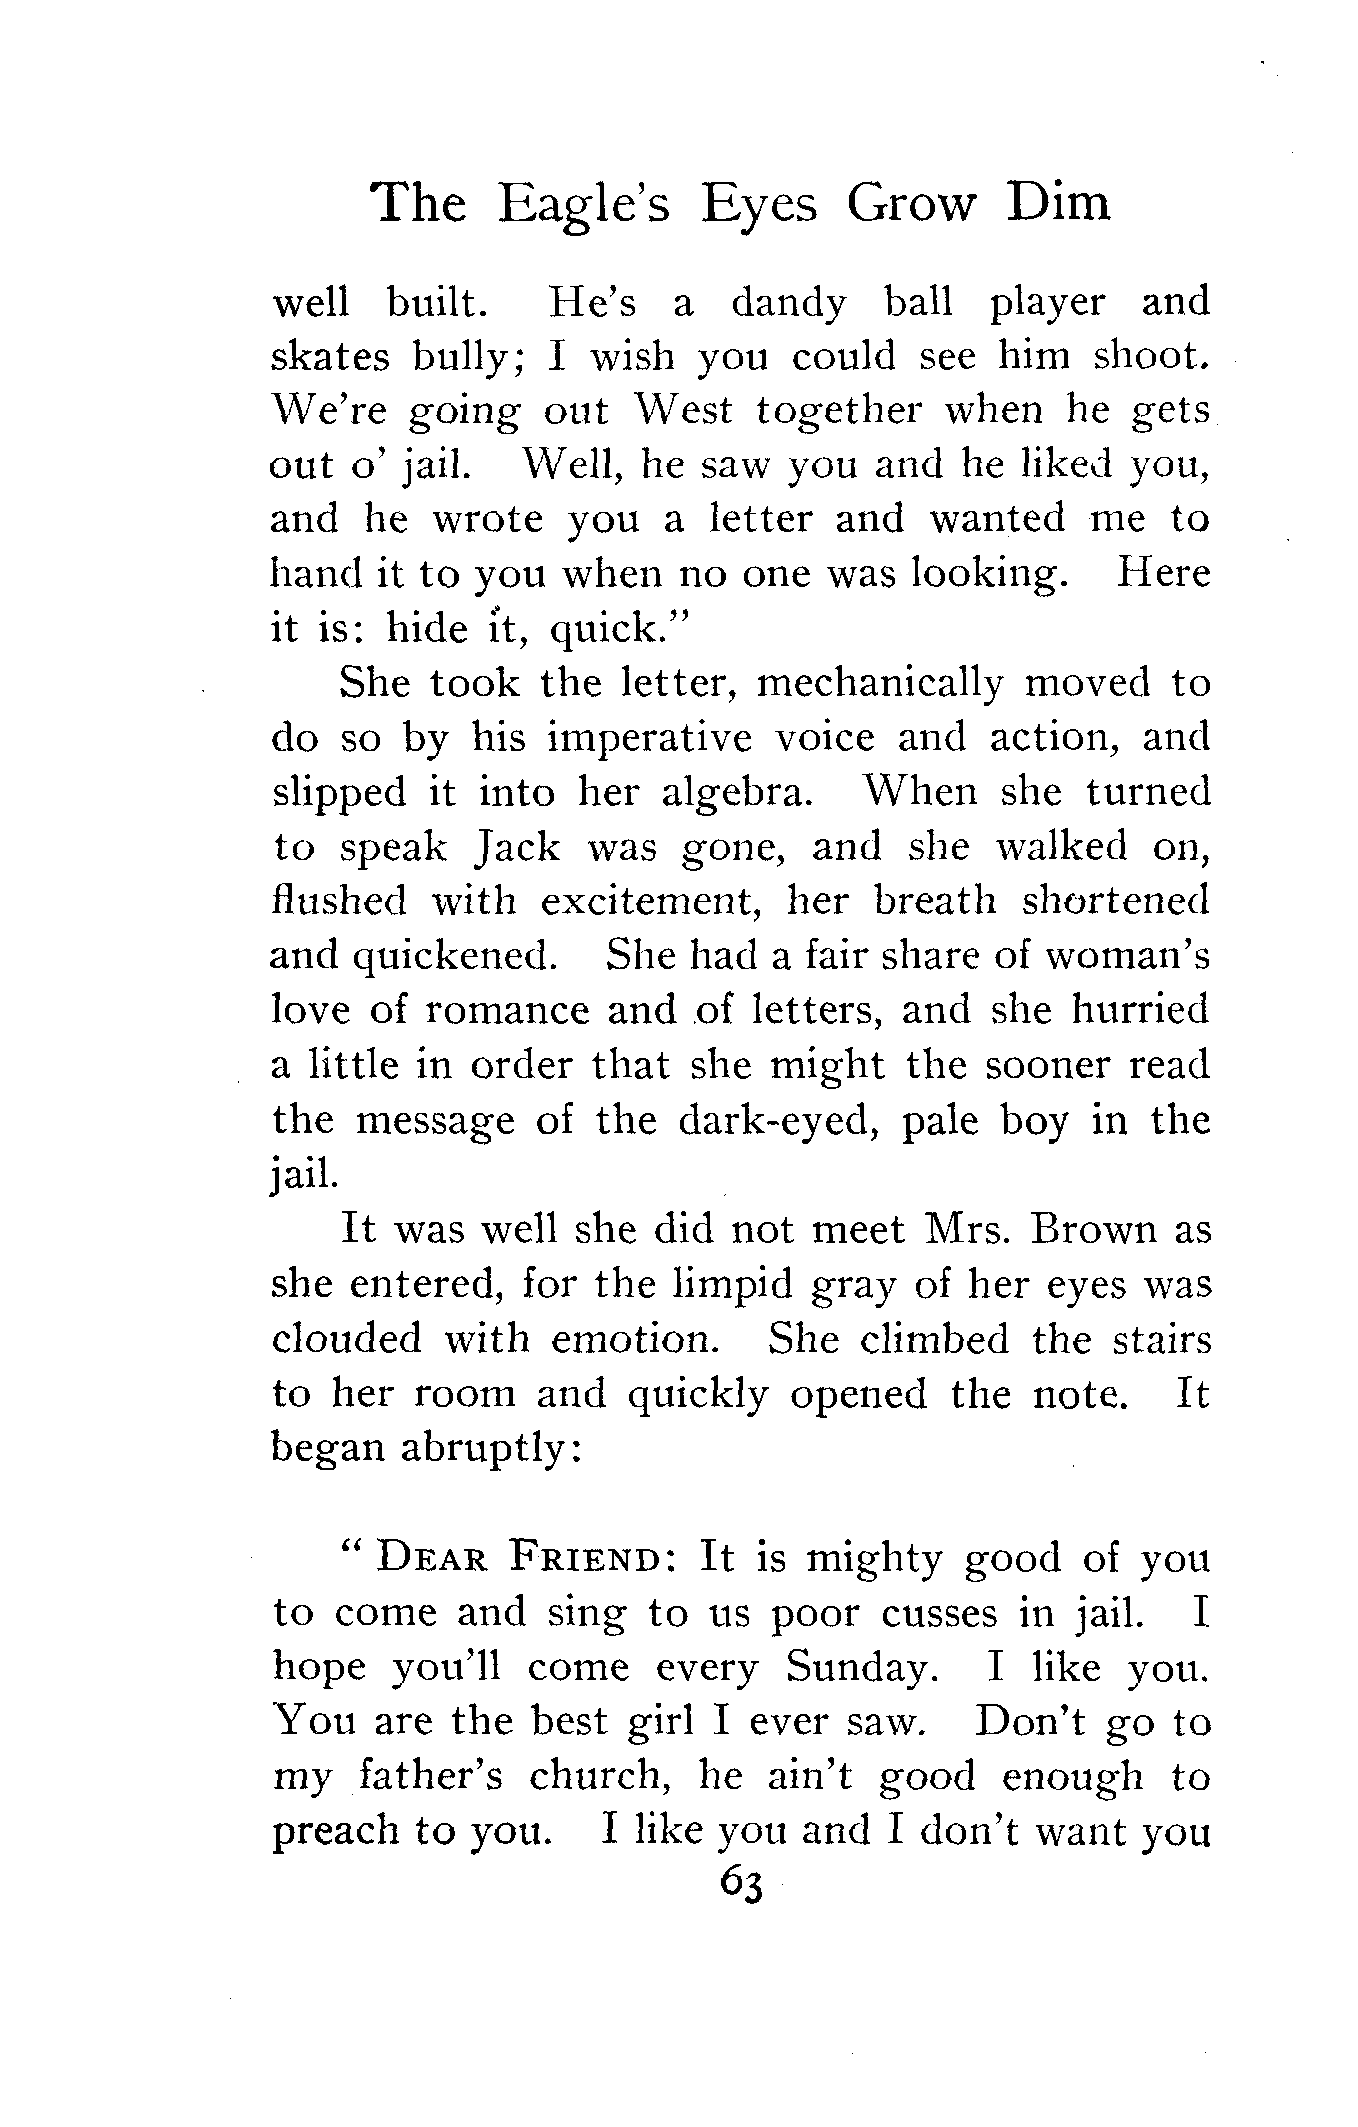 The Eagle's Eyes Grow Dim
well built. He's a dandy ball player and
skates bully; I wish you could see him shoot.
We're going out West together when he gets
out o' jail. Well, he saw you and he liked you,
and he wrote you a letter and wanted me to
hand it to you when no one was looking. Here
it is: hide it, quick."
She took the letter, mechanically moved to
do so by his imperative voice and action, and
slipped it into her algebra. When she turned
to speak Jack was gone, and she walked on,
flushed with excitement, her breath shortened
and quickened. She had a fair share of woman's
love of romance and of letters, and she hurried
a little in order that she might the sooner read
the message of the dark-eyed, pale boy in the
jail.
It was well she did not meet Mrs. Brown as
she entered, for the limpid gray of her eyes was
clouded with emotion. She climbed the stairs
to her room and quickly opened the note. It
began abruptly:
" DEAR FRIEND: It is mighty good of you
to come and sing to us poor cusses in jail. I
hope you'll come every Sunday. I like you.
You are the best girl I ever saw. Don't go to
my father's church, he ain't good enough to
preach to you. I like you and I don't want you
63